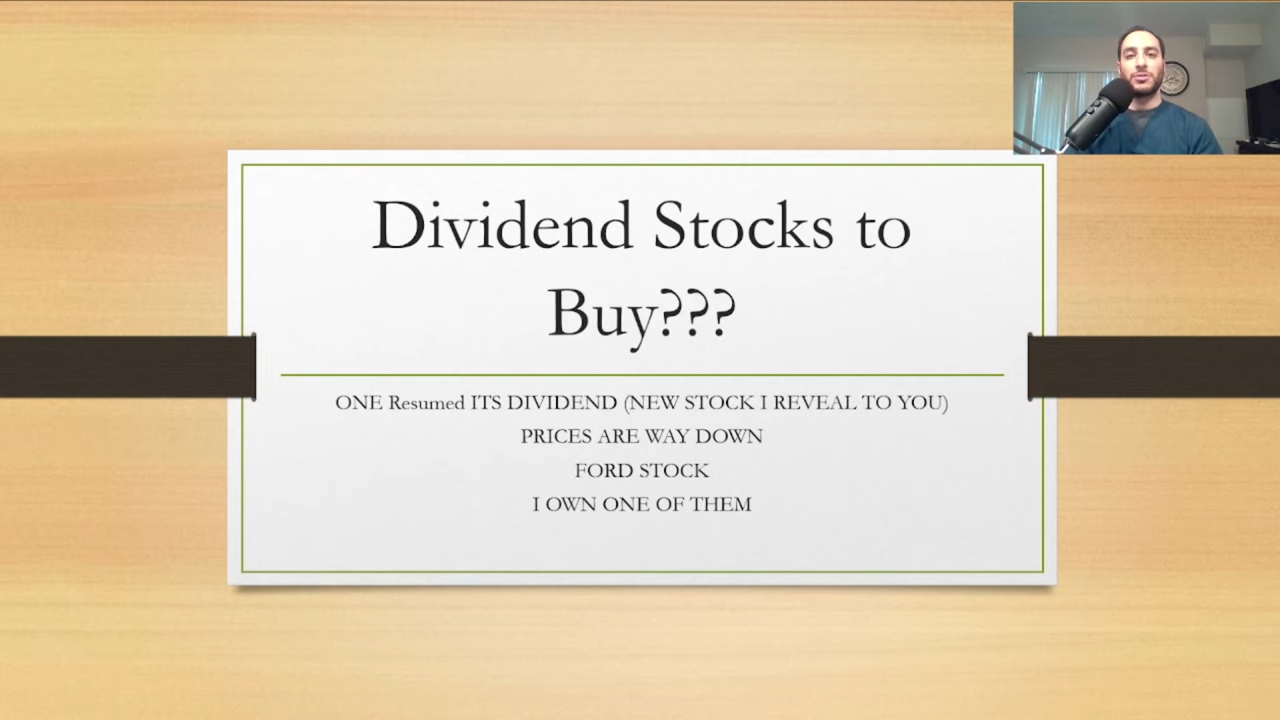 Dividend Stocks to
Buy???
ONE Resumed ITS DIVIDEND (NEW STOCK I REVEAL TO YOU)
PRICES ARE WAY DOWN
FORD STOCK
I OWN ONE OF THEM